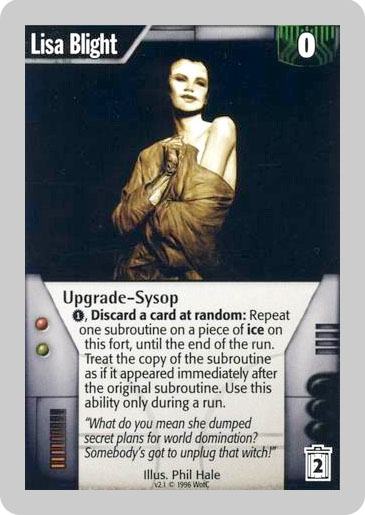 Lisa Blight
0
Upgrade-Sysop
❶, Discard a card at random: Repeat
one subroutine on a piece of ice on
this fort, until the end of the run.
Treat the copy of the subroutine
as if it appeared immediately after
the original subroutine. Use this
ability only during a run.
"What do you mean she dumped
secret plans for world domination?
Somebody's got to unplug that witch!"
Illus. Phil Hale
v2.1 © 1996 WotC
2